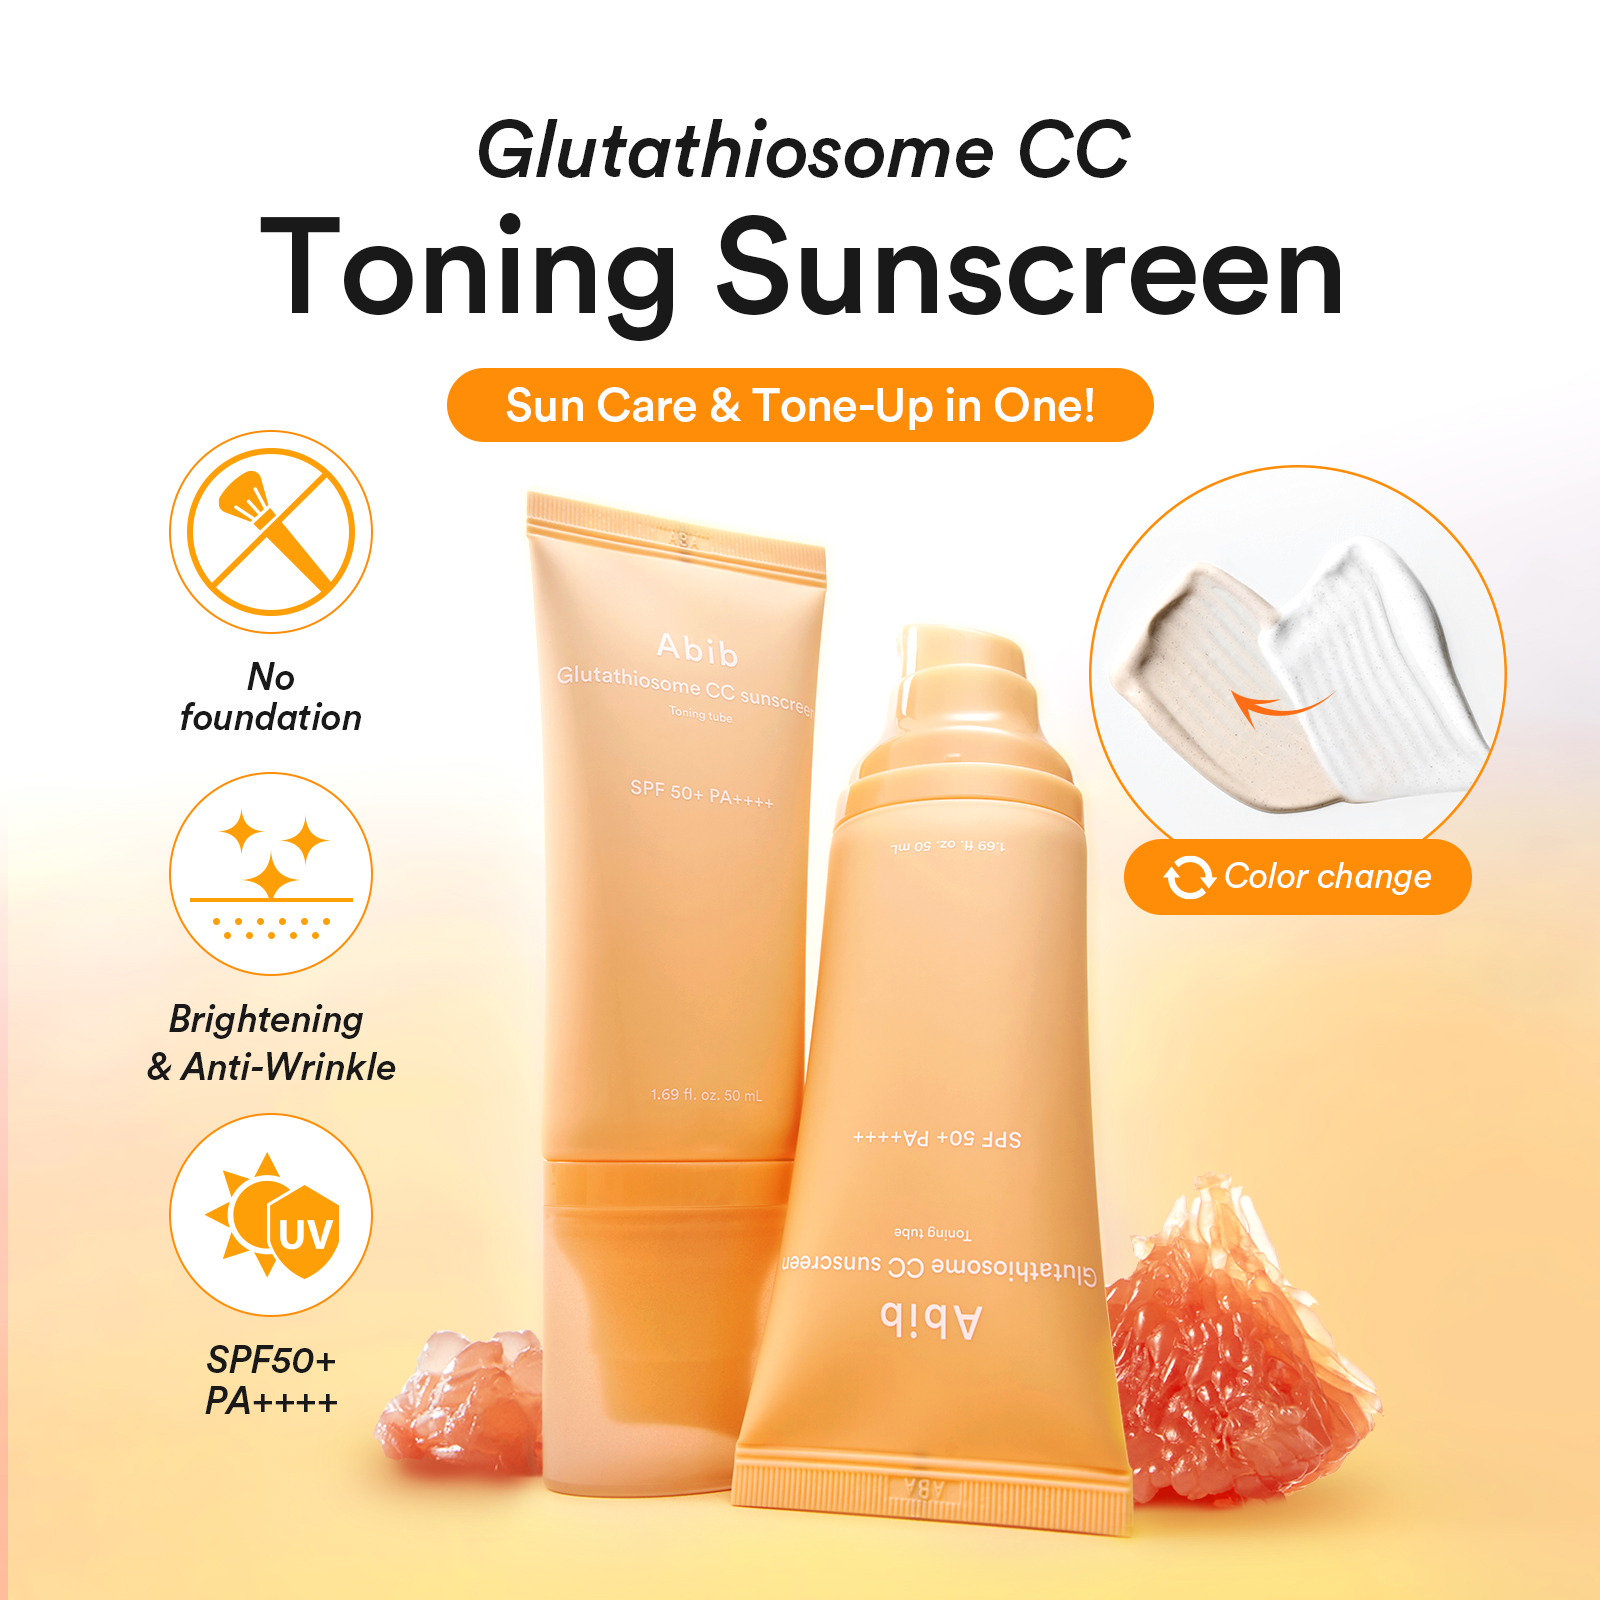 Glutathiosome CC
Toning Sunscreen
Sun Care & Tone-Up in One!
No
foundation
Brightening
& Anti-Wrinkle
UV
SPF50+
PA++++
ABA
Abib
Glutathiosome CC sunscreen
Toning tube
SPF 50+ PA++++
1.69 fl. oz. 50 mL
Color change
1.69 fl. oz. 50 mL
SPF 50+ PA++++
Toning tube
Glutathiosome CC sunscreen
Abib
ABA